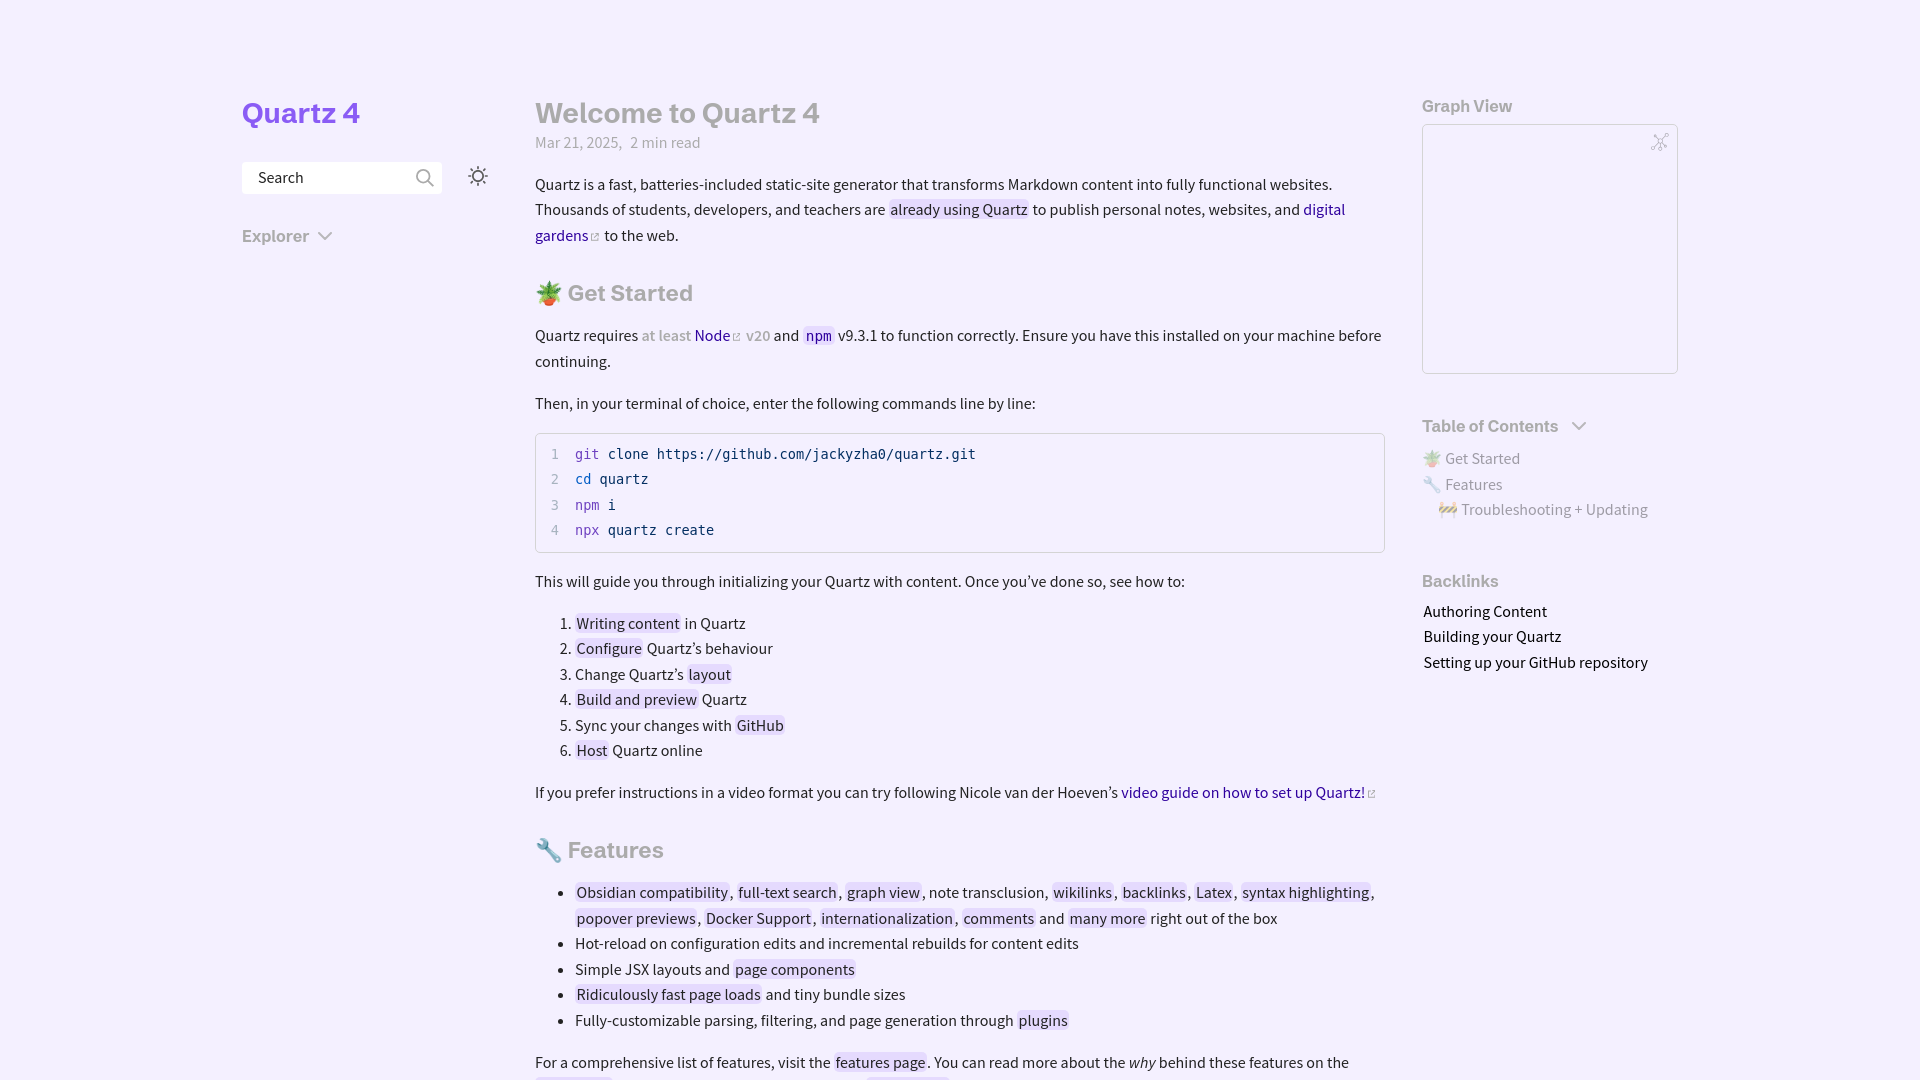 Quartz 4
Search
Explorer
Welcome to Quartz 4
Mar 21, 2025, 2 min read
Quartz is a fast, batteries-included static-site generator that transforms Markdown content into fully functional websites.
Thousands of students, developers, and teachers are already using Quartz to publish personal notes, websites, and digital
gardens to the web.
🪴 Get Started
Quartz requires at least Node v20 and npm v9.3.1 to function correctly. Ensure you have this installed on your machine before
continuing.
Then, in your terminal of choice, enter the following commands line by line:
1 git clone https://github.com/jackyzha0/quartz.git
2 cd quartz
3 npm i
4 npx quartz create
This will guide you through initializing your Quartz with content. Once you’ve done so, see how to:
1. Writing content in Quartz
2. Configure Quartz’s behaviour
3. Change Quartz’s layout
4. Build and preview Quartz
5. Sync your changes with GitHub
6. Host Quartz online
If you prefer instructions in a video format you can try following Nicole van der Hoeven’s video guide on how to set up Quartz!
🔧 Features
• Obsidian compatibility, full-text search, graph view, note transclusion, wikilinks, backlinks, Latex, syntax highlighting,
popover previews, Docker Support, internationalization, comments and many more right out of the box
• Hot-reload on configuration edits and incremental rebuilds for content edits
• Simple JSX layouts and page components
• Ridiculously fast page loads and tiny bundle sizes
• Fully-customizable parsing, filtering, and page generation through plugins
For a comprehensive list of features, visit the features page. You can read more about the why behind these features on the
Graph View
Table of Contents
🪴 Get Started
🔧 Features
🚧 Troubleshooting + Updating
Backlinks
Authoring Content
Building your Quartz
Setting up your GitHub repository